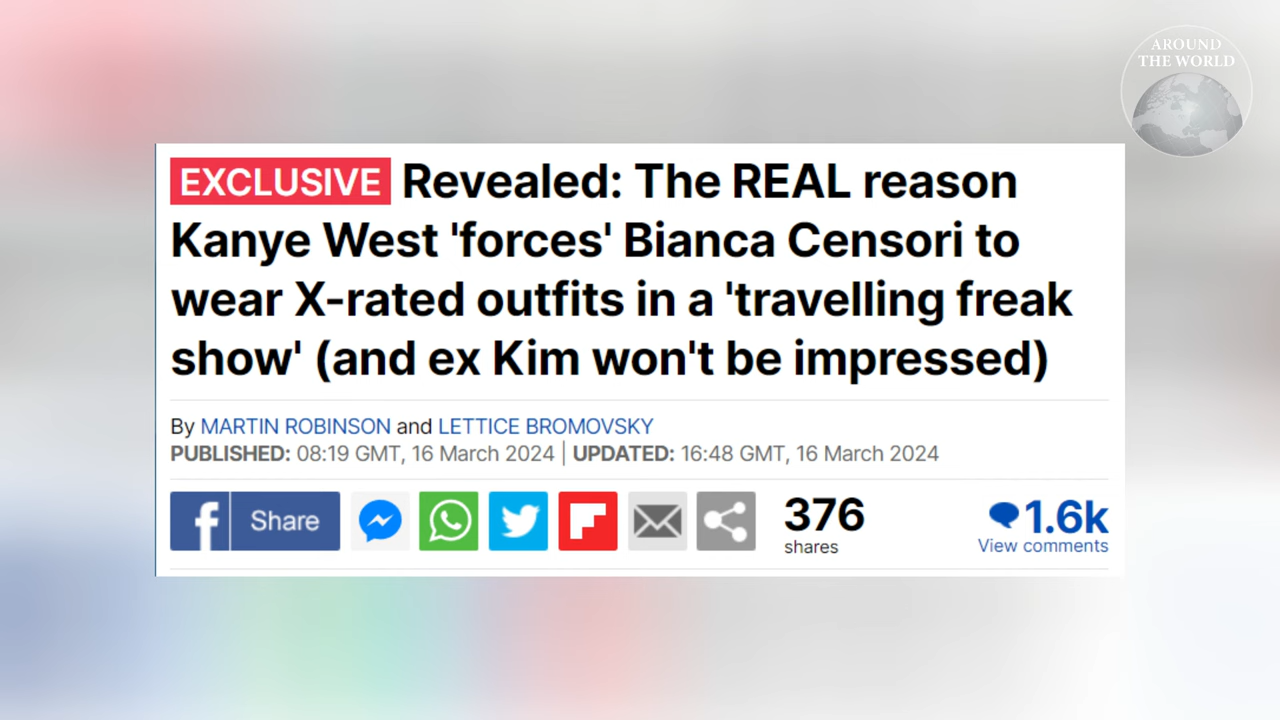 AROUND
THE WORLD
EXCLUSIVE Revealed: The REAL reason
Kanye West 'forces' Bianca Censori to
wear X-rated outfits in a 'travelling freak
show' (and ex Kim won't be impressed)
By MARTIN ROBINSON and LETTICE BROMOVSKY
PUBLISHED: 08:19 GMT, 16 March 2024 | UPDATED: 16:48 GMT, 16 March 2024
f Share 376 1.6k
shares View comments